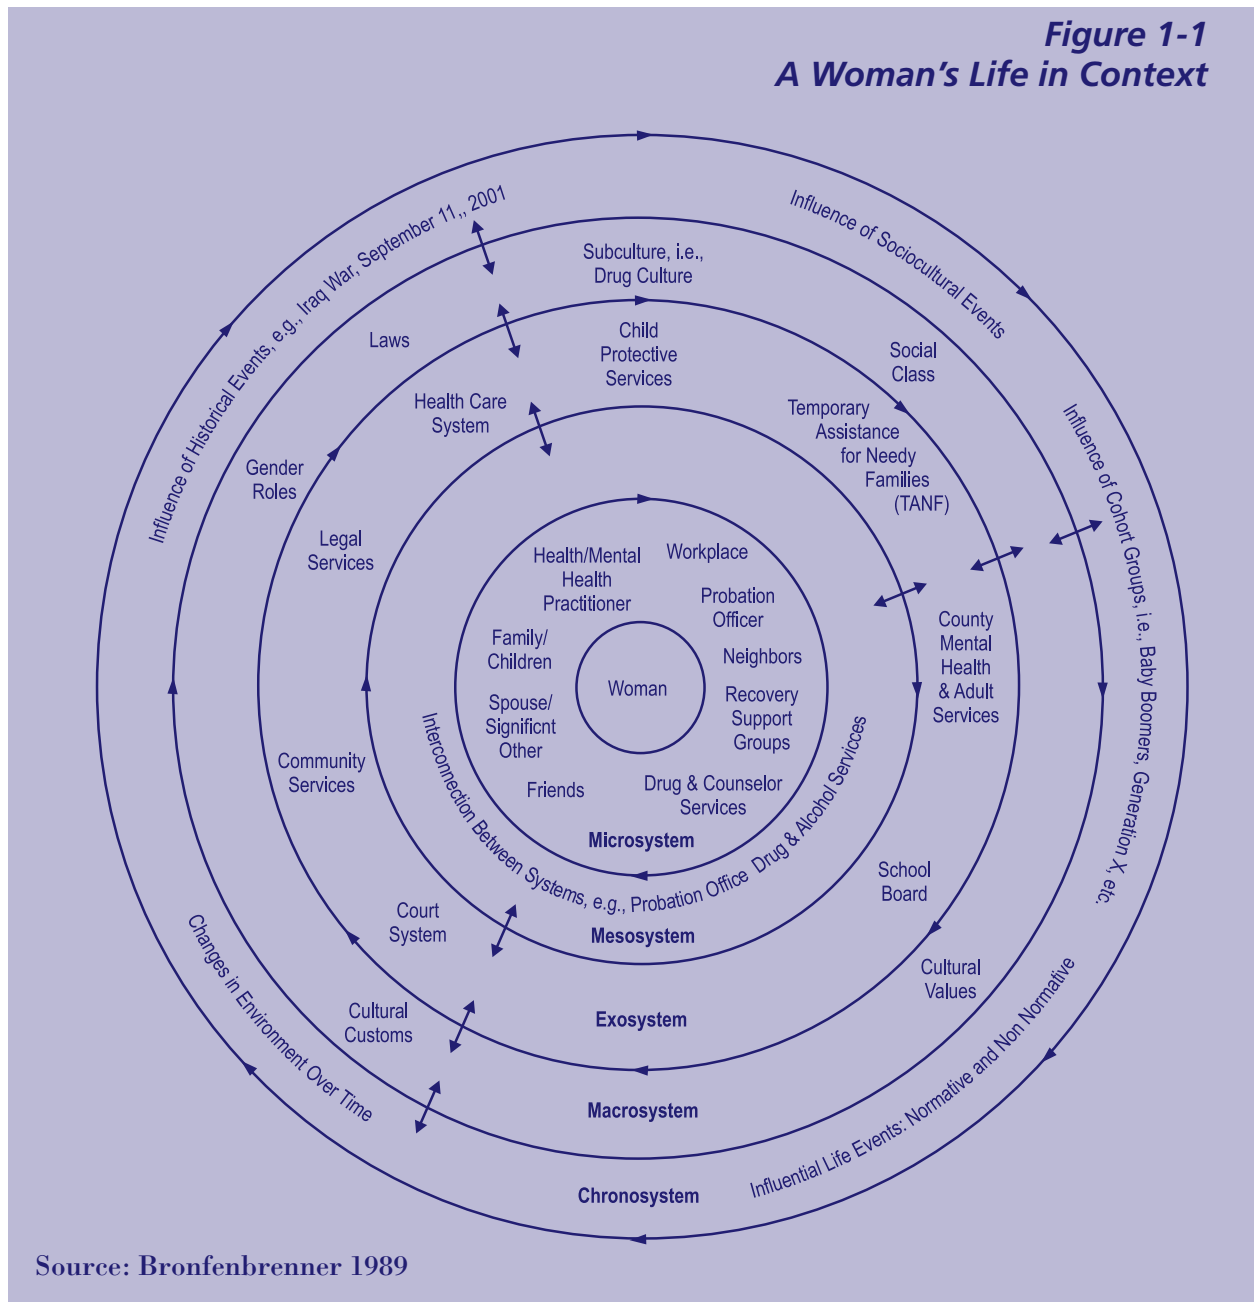 Figure 1-1
A Woman's Life in Context
Influence of Historical Events, e.g., Iraq War, September 11,, 2001
Influence of Sociocultural Events
Influence of Cohort Groups, i.e., Baby Boomers, Generation X, etc.
Influential Life Events: Normative and Non Normative
Changes in Environment Over Time
Chronosystem
Subculture, i.e.,
Drug Culture
Laws
Social
Class
Gender
Roles
Cultural
Values
Cultural
Customs
Macrosystem
Child
Protective
Services
Health Care
System
Temporary
Assistance
for Needy
Families
(TANF)
Legal
Services
County
Mental
Health
& Adult
Services
Community
Services
School
Board
Court
System
Exosystem
Interconnection Between Systems, e.g., Probation Office Drug & Alcohol Servicces
Mesosystem
Health/Mental
Health
Practitioner
Workplace
Probation
Officer
Family/
Children
Neighbors
Woman
Spouse/
Significnt
Other
Recovery
Support
Groups
Friends
Drug & Counselor
Services
Microsystem
Source: Bronfenbrenner 1989